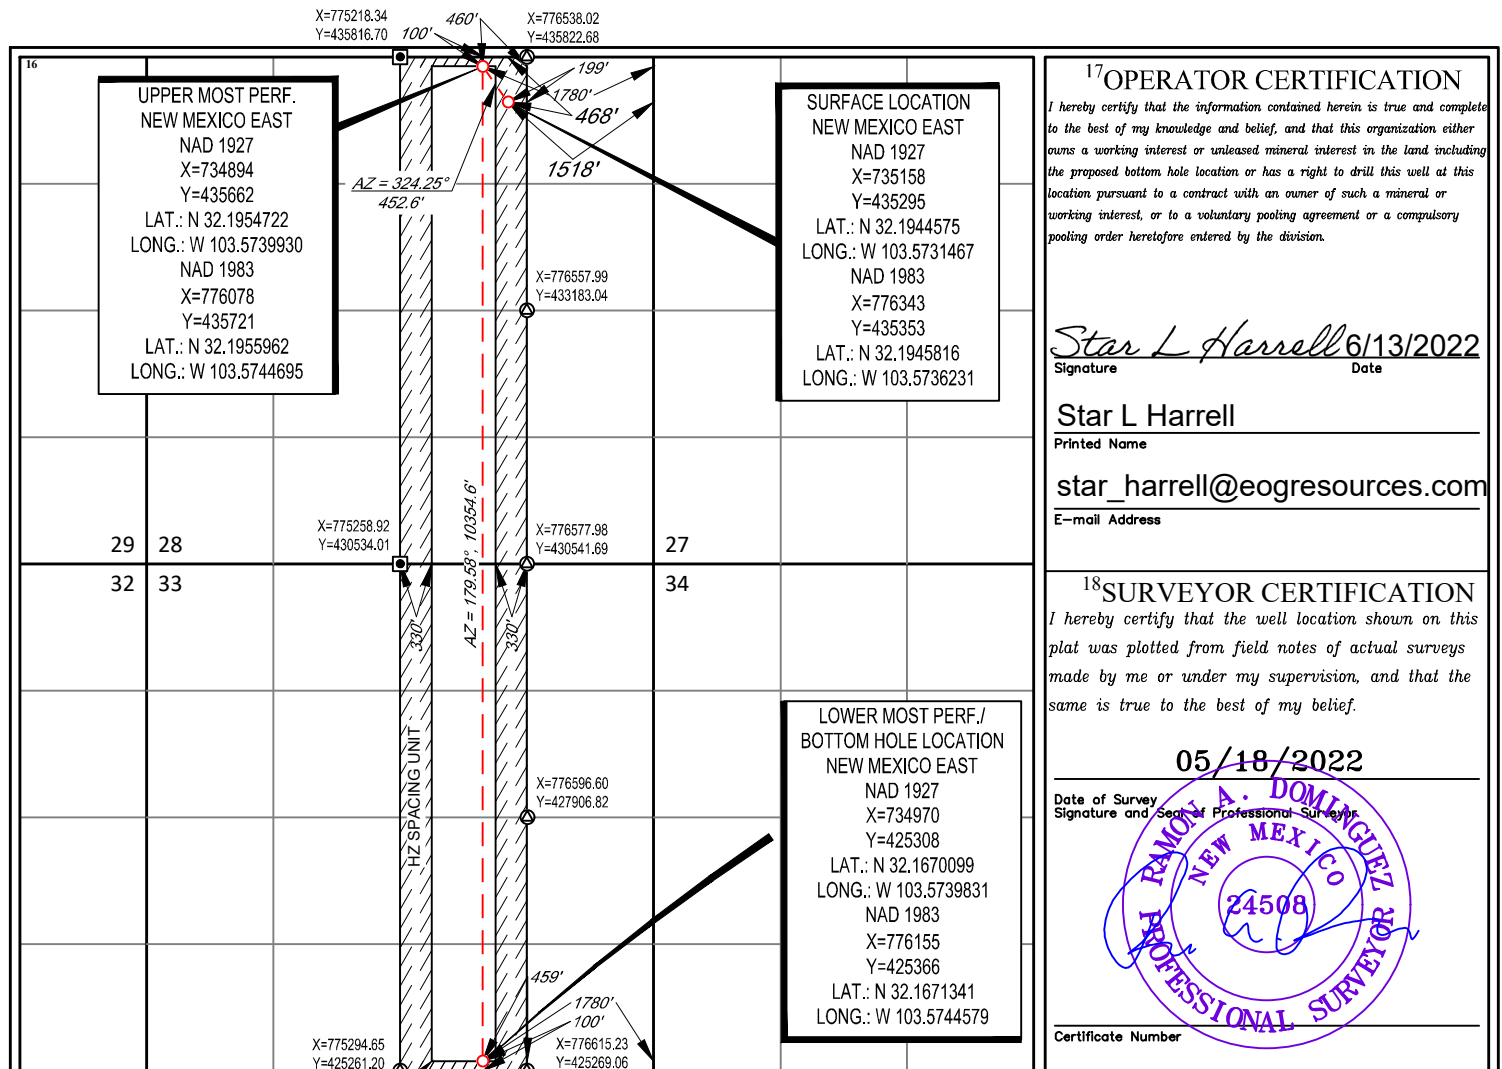 X=775218.34
Y=435816.70
100'
460'
X=776538.02
Y=435822.68
16
UPPER MOST PERF.
NEW MEXICO EAST
NAD 1927
X=734894
Y=435662
LAT.: N 32.1954722
LONG.: W 103.5739930
NAD 1983
X=776078
Y=435721
LAT.: N 32.1955962
LONG.: W 103.5744695
199'
1780'
468'
1518'
AZ = 324.25°
452.6'
SURFACE LOCATION
NEW MEXICO EAST
NAD 1927
X=735158
Y=435295
LAT.: N 32.1944575
LONG.: W 103.5731467
NAD 1983
X=776343
Y=435353
LAT.: N 32.1945816
LONG.: W 103.5736231
X=776557.99
Y=433183.04
X=775258.92
Y=430534.01
AZ = 179.58°, 10354.6'
X=776577.98
Y=430541.69
29 28
27
32 33
34
330'
330'
HZ SPACING UNIT
X=776596.60
Y=427906.82
LOWER MOST PERF./
BOTTOM HOLE LOCATION
NEW MEXICO EAST
NAD 1927
X=734970
Y=425308
LAT.: N 32.1670099
LONG.: W 103.5739831
NAD 1983
X=776155
Y=425366
LAT.: N 32.1671341
LONG.: W 103.5744579
459'
1780'
100'
X=775294.65
Y=425261.20
X=776615.23
Y=425269.06
17 OPERATOR CERTIFICATION
I hereby certify that the information contained herein is true and complete
to the best of my knowledge and belief, and that this organization either
owns a working interest or unleased mineral interest in the land including
the proposed bottom hole location or has a right to drill this well at this
location pursuant to a contract with an owner of such a mineral or
working interest, or to a voluntary pooling agreement or a compulsory
pooling order heretofore entered by the division.
Star L Harrell 6/13/2022
Signature Date
Star L Harrell
Printed Name
star_harrell@eogresources.com
E-mail Address
18 SURVEYOR CERTIFICATION
I hereby certify that the well location shown on this
plat was plotted from field notes of actual surveys
made by me or under my supervision, and that the
same is true to the best of my belief.
05/18/2022
Date of Survey
Signature and Seal of Professional Surveyor
RAMON A. DOMINGUEZ
NEW MEXICO
24508
PROFESSIONAL SURVEYOR
Certificate Number